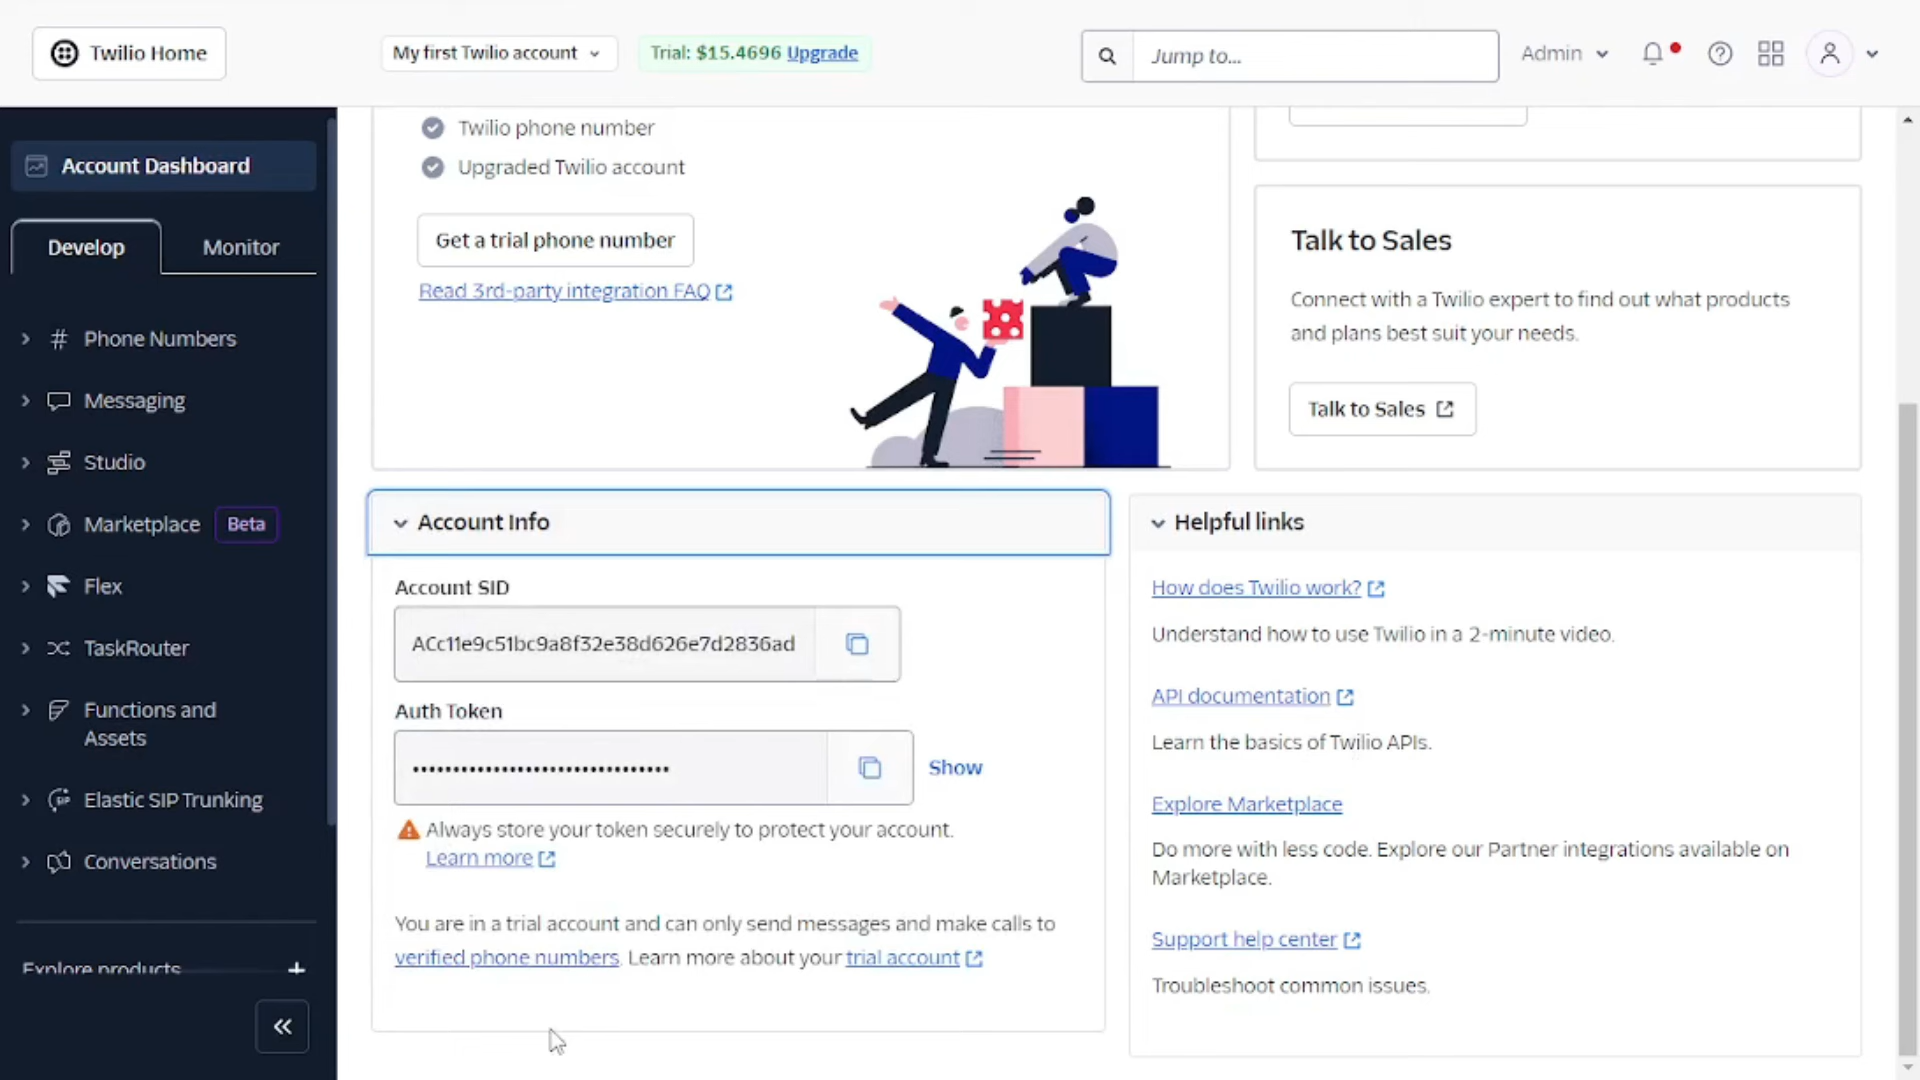 Twilio Home
My first Twilio account
Trial: $15.4696 Upgrade
Jump to...
Admin
Account Dashboard
Develop
Monitor
Phone Numbers
Messaging
Studio
Marketplace Beta
Flex
TaskRouter
Functions and
Assets
Elastic SIP Trunking
Conversations
Explore products
Twilio phone number
Upgraded Twilio account
Get a trial phone number
Read 3rd-party integration FAQ
Talk to Sales
Connect with a Twilio expert to find out what products
and plans best suit your needs.
Talk to Sales
Account Info
Account SID
ACc11e9c51bc9a8f32e38d626e7d2836ad
Auth Token
••••••••••••••••••••••••••••••••
Show
Always store your token securely to protect your account.
Learn more
You are in a trial account and can only send messages and make calls to
verified phone numbers. Learn more about your trial account
Helpful links
How does Twilio work?
Understand how to use Twilio in a 2-minute video.
API documentation
Learn the basics of Twilio APIs.
Explore Marketplace
Do more with less code. Explore our Partner integrations available on
Marketplace.
Support help center
Troubleshoot common issues.